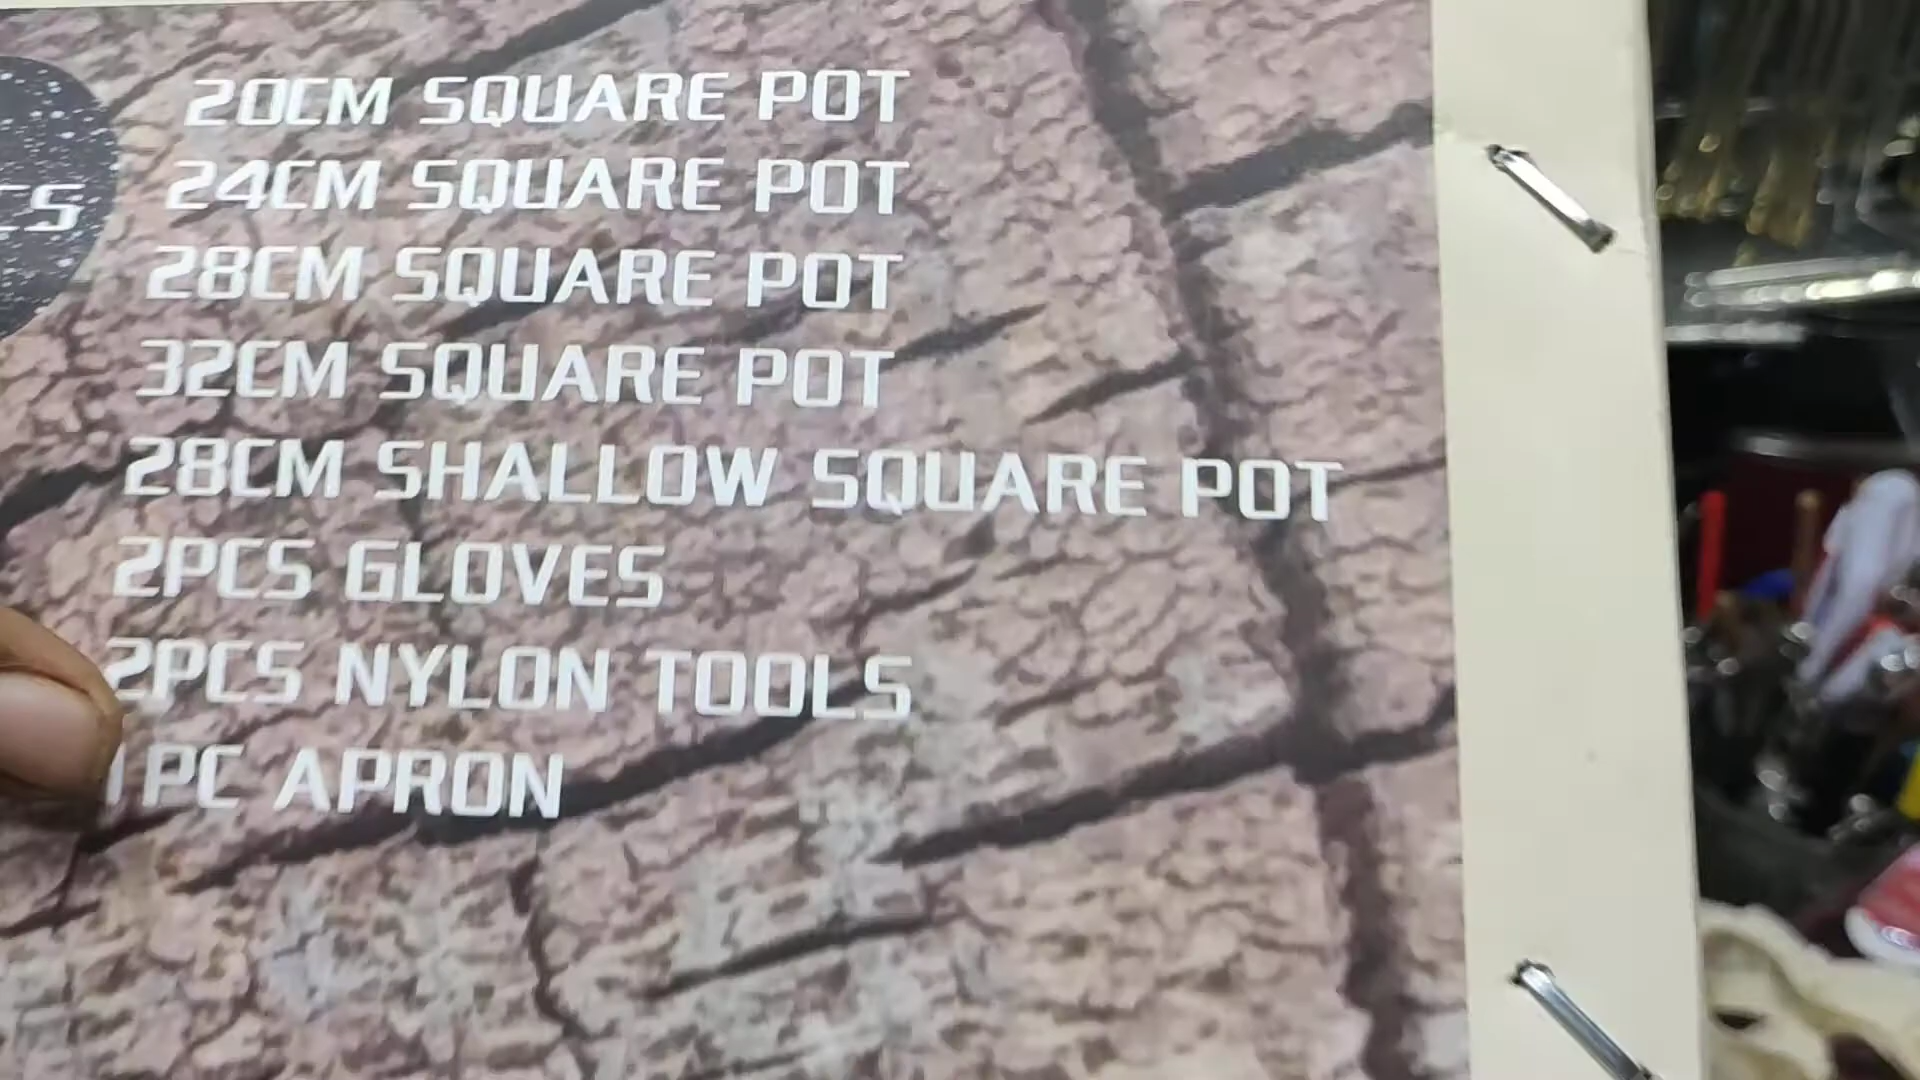 20CM SQUARE POT
24CM SQUARE POT
28CM SQUARE POT
32CM SQUARE POT
28CM SHALLOW SQUARE POT
2PCS GLOVES
2PCS NYLON TOOLS
1PC APRON